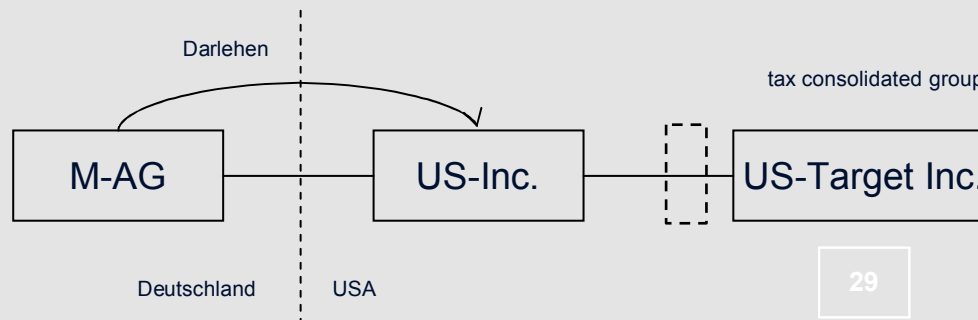 Darlehen
tax consolidated group
M-AG
US-Inc.
US-Target Inc.
Deutschland
USA
29